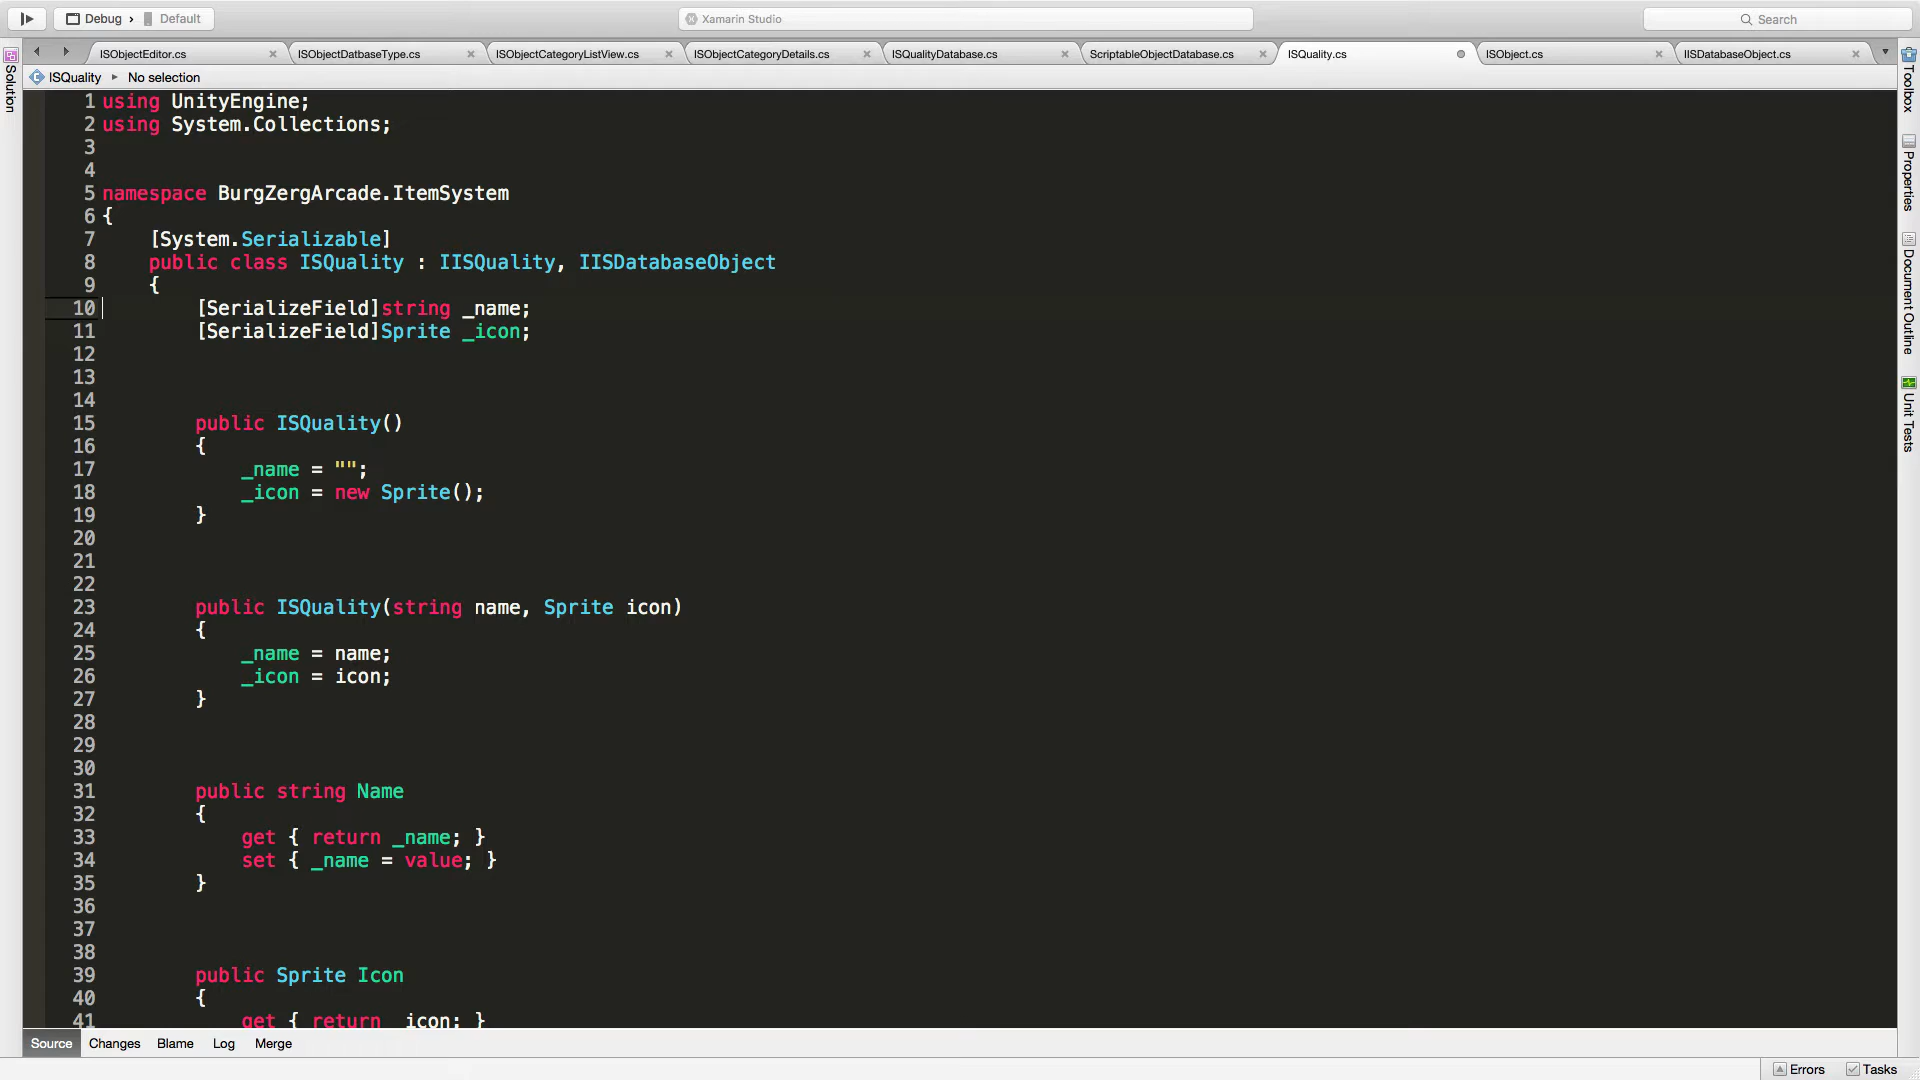 Debug › Default
Xamarin Studio
Search
ISObjectEditor.cs
ISObjectDatbaseType.cs
ISObjectCategoryListView.cs
ISObjectCategoryDetails.cs
ISQualityDatabase.cs
ScriptableObjectDatabase.cs
ISQuality.cs
ISObject.cs
IISDatabaseObject.cs
ISQuality ▸ No selection
Solution
1 using UnityEngine;
2 using System.Collections;
3
4
5 namespace BurgZergArcade.ItemSystem
6 {
7     [System.Serializable]
8     public class ISQuality : IISQuality, IISDatabaseObject
9     {
10         [SerializeField]string _name;
11         [SerializeField]Sprite _icon;
12
13
14
15         public ISQuality()
16         {
17             _name = "";
18             _icon = new Sprite();
19         }
20
21
22
23         public ISQuality(string name, Sprite icon)
24         {
25             _name = name;
26             _icon = icon;
27         }
28
29
30
31         public string Name
32         {
33             get { return _name; }
34             set { _name = value; }
35         }
36
37
38
39         public Sprite Icon
40         {
41             get { return _icon; }
Toolbox
Properties
Document Outline
Unit Tests
Source Changes Blame Log Merge
Errors Tasks